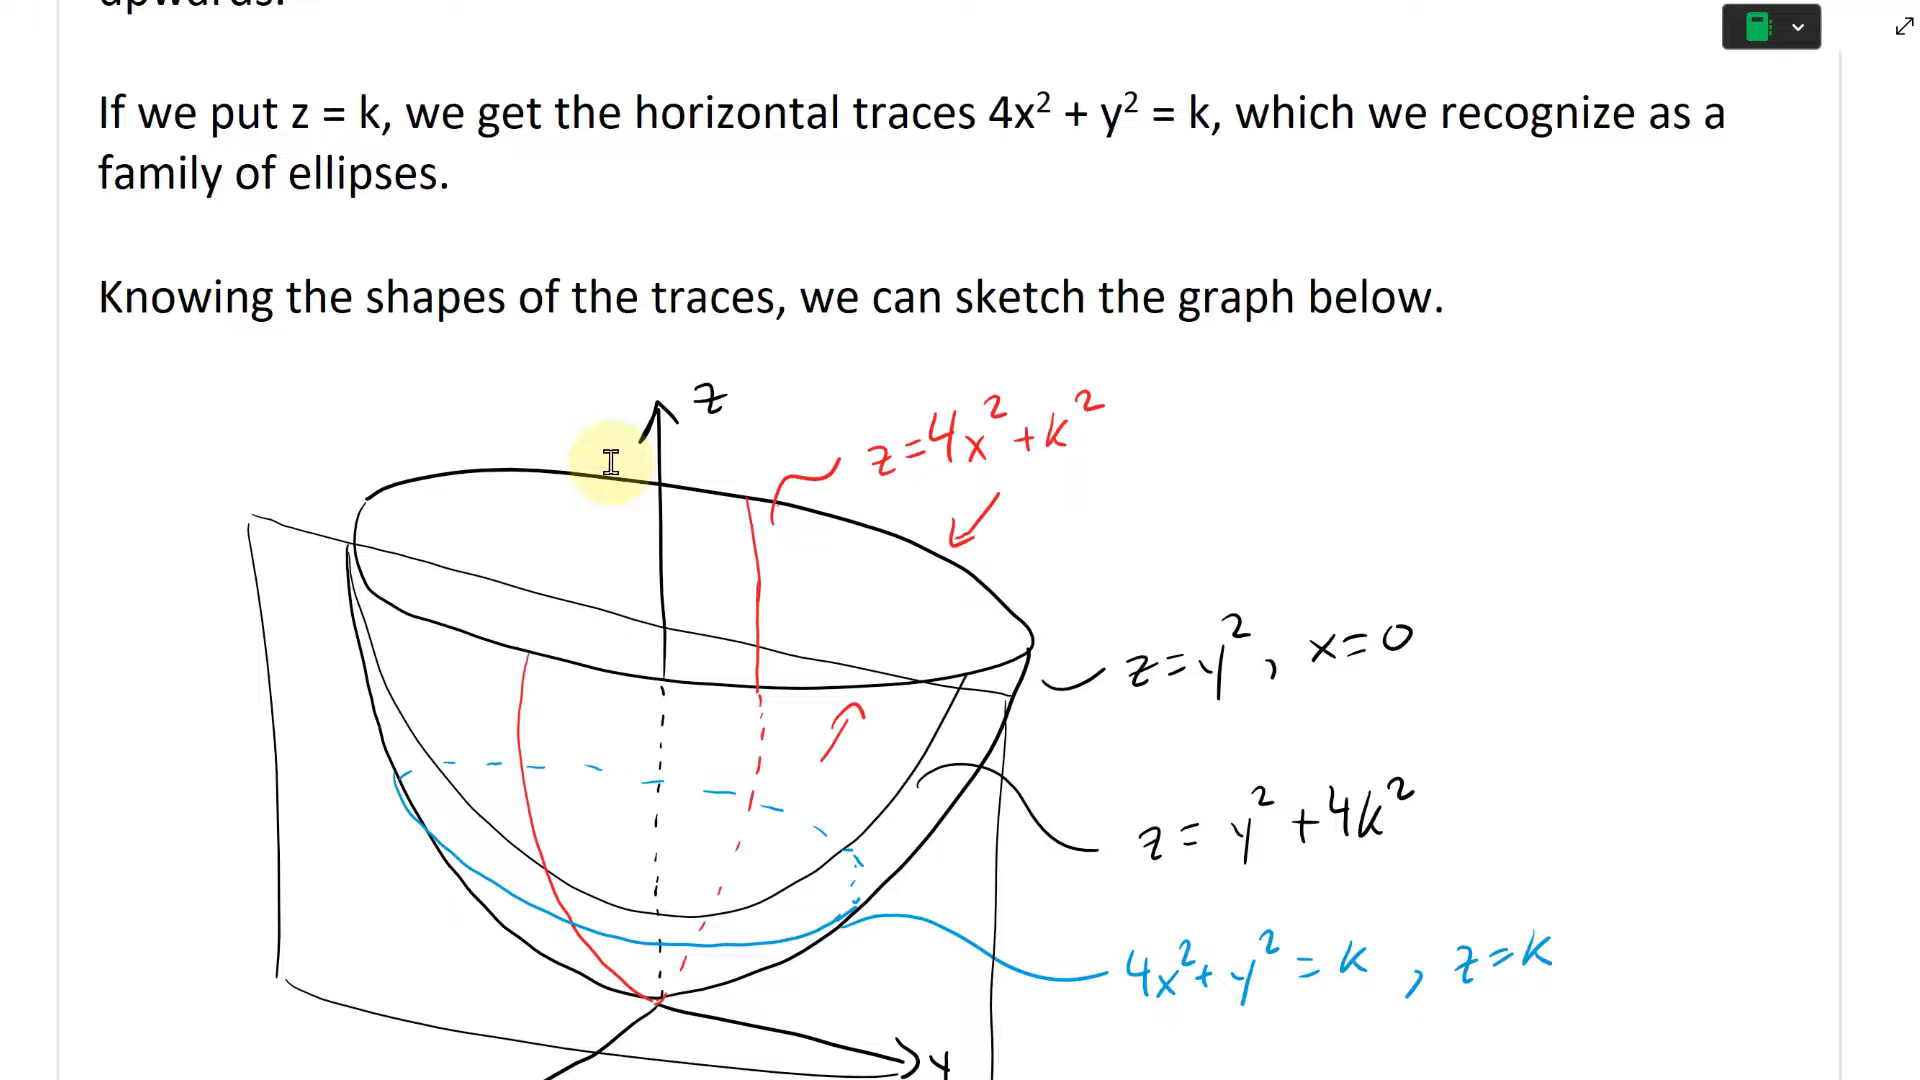 upwards.
If we put z = k, we get the horizontal traces 4x² + y² = k, which we recognize as a
family of ellipses.
Knowing the shapes of the traces, we can sketch the graph below.
z
z=4x²+k²
z=y², x=0
z=y²+4k²
4x²+y²=k, z=k
y